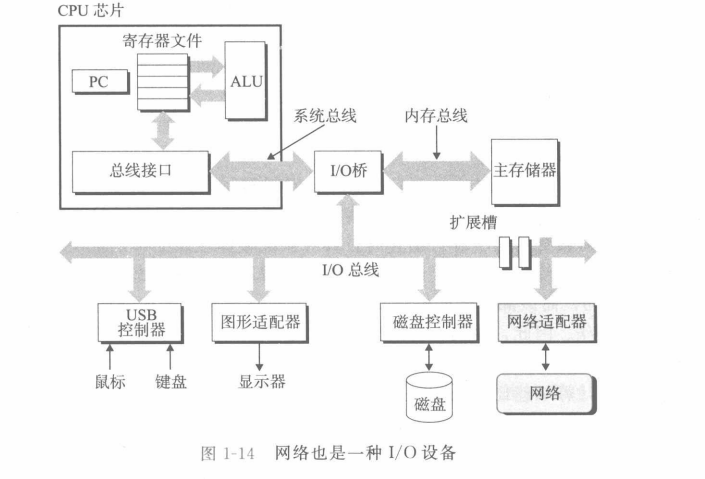 CPU 芯片
寄存器文件
PC
ALU
系统总线
内存总线
总线接口
I/O桥
主存储器
扩展槽
I/O 总线
USB
控制器
图形适配器
磁盘控制器
网络适配器
鼠标
键盘
显示器
磁盘
网络
图 1-14 网络也是一种 I/O 设备